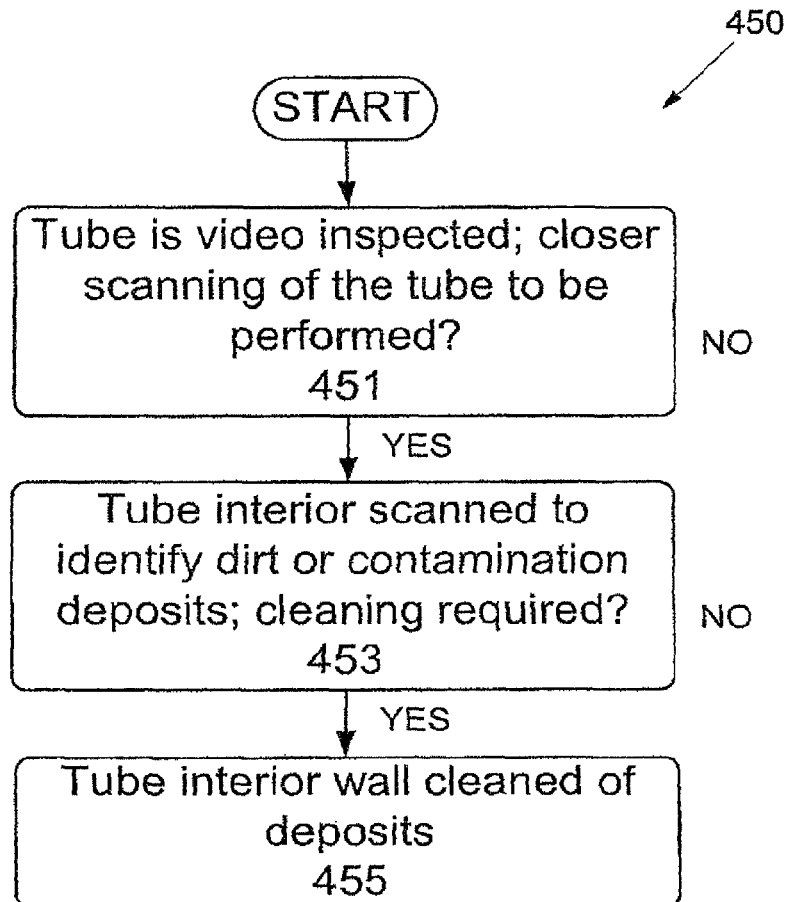 450
START
Tube is video inspected; closer
scanning of the tube to be
performed?
451
NO
YES
Tube interior scanned to
identify dirt or contamination
deposits; cleaning required?
453
NO
YES
Tube interior wall cleaned of
deposits
455